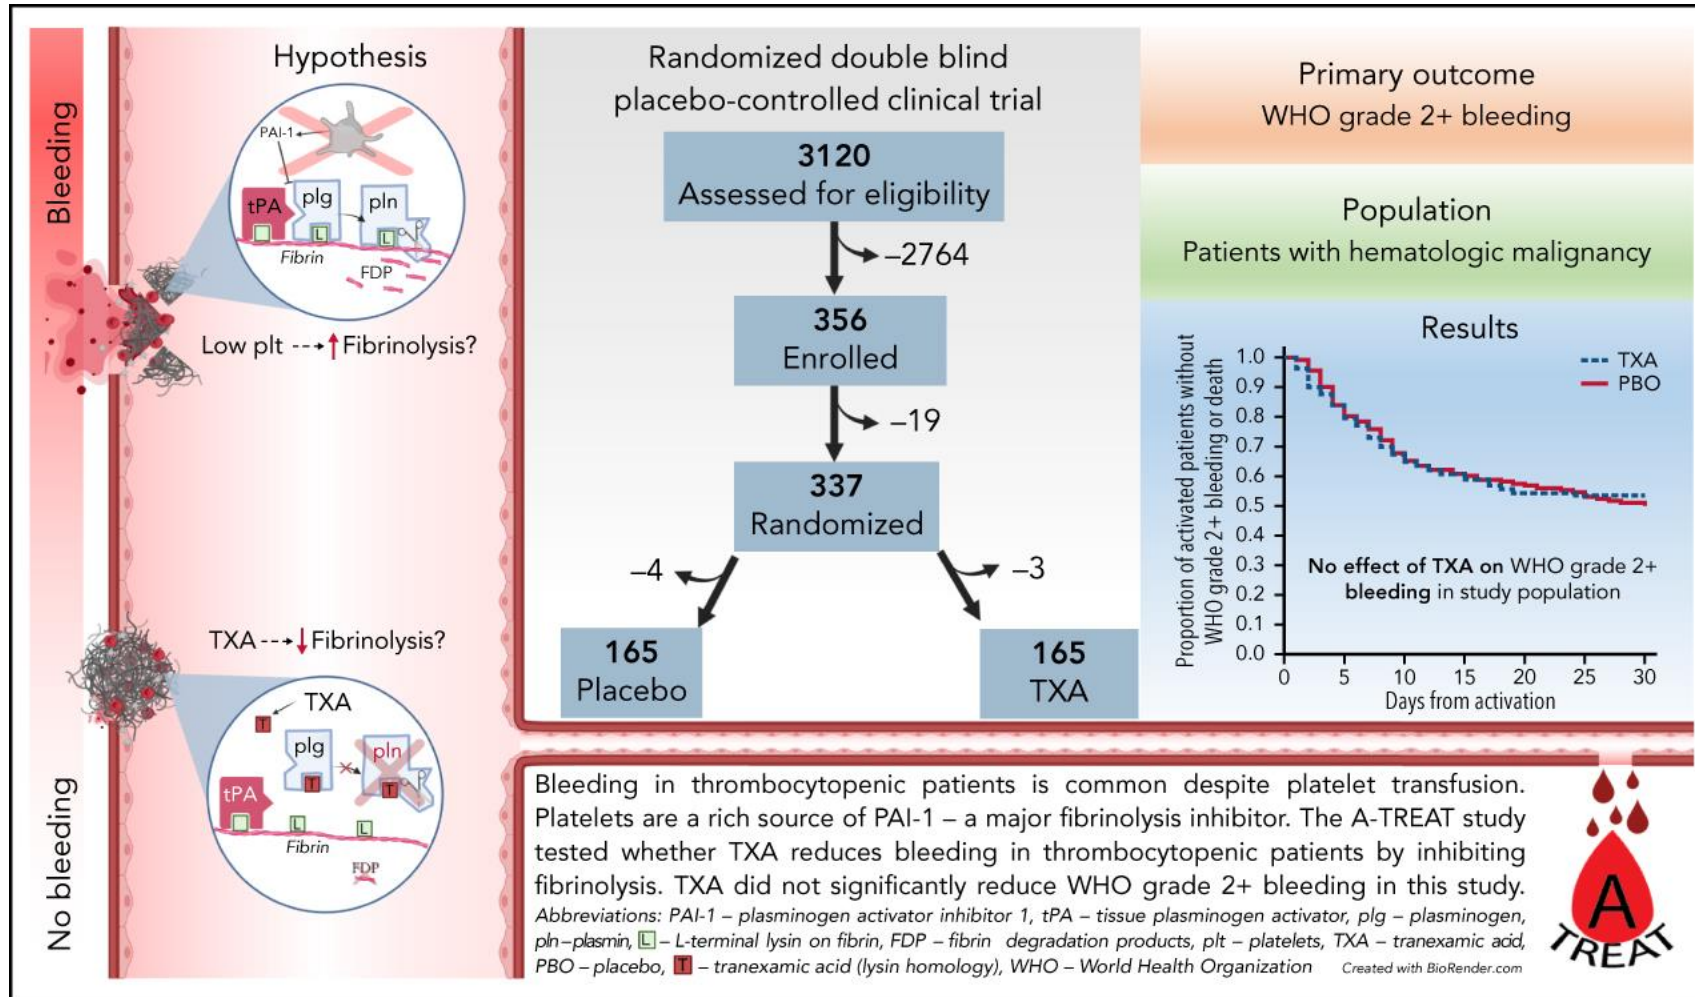 Bleeding
No bleeding
Hypothesis
PAI-1
tPA
plg
pln
L
L
Fibrin
FDP
Low plt ---→ ↑ Fibrinolysis?
TXA ---→ ↓ Fibrinolysis?
TXA
T
plg
pln
T
T
tPA
L
L
Fibrin
FDP
Randomized double blind
placebo-controlled clinical trial
3120
Assessed for eligibility
–2764
356
Enrolled
–19
337
Randomized
–4
–3
165
Placebo
165
TXA
Primary outcome
WHO grade 2+ bleeding
Population
Patients with hematologic malignancy
Results
TXA
PBO
Proportion of activated patients without
WHO grade 2+ bleeding or death
1.0
0.9
0.8
0.7
0.6
0.5
0.4
0.3
0.2
0.1
0.0
No effect of TXA on WHO grade 2+
bleeding in study population
0 5 10 15 20 25 30
Days from activation
Bleeding in thrombocytopenic patients is common despite platelet transfusion.
Platelets are a rich source of PAI-1 – a major fibrinolysis inhibitor. The A-TREAT study
tested whether TXA reduces bleeding in thrombocytopenic patients by inhibiting
fibrinolysis. TXA did not significantly reduce WHO grade 2+ bleeding in this study.
Abbreviations: PAI-1 – plasminogen activator inhibitor 1, tPA – tissue plasminogen activator, plg – plasminogen,
pln–plasmin, L – L-terminal lysin on fibrin, FDP – fibrin degradation products, plt – platelets, TXA – tranexamic acid,
PBO – placebo, T – tranexamic acid (lysin homology), WHO – World Health Organization Created with BioRender.com
A
TREAT